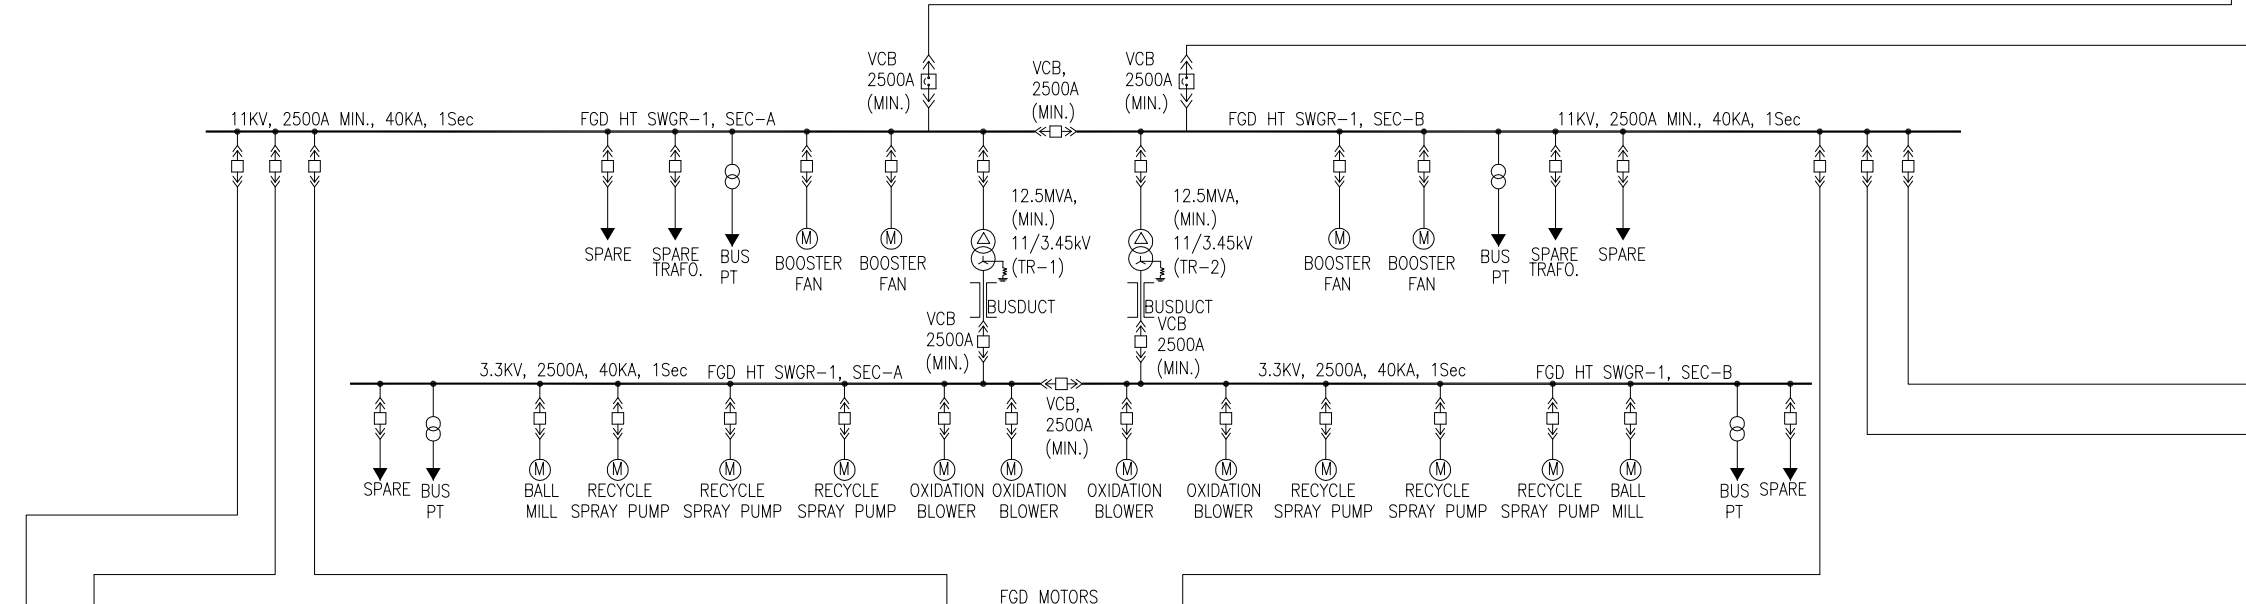 VCB
2500A
(MIN.)
VCB,
2500A
(MIN.)
VCB
2500A
(MIN.)
11KV, 2500A MIN., 40KA, 1Sec
FGD HT SWGR-1, SEC-A
FGD HT SWGR-1, SEC-B
11KV, 2500A MIN., 40KA, 1Sec
SPARE
SPARE
TRAFO.
BUS
PT
M
BOOSTER
FAN
M
BOOSTER
FAN
12.5MVA,
(MIN.)
11/3.45kV
(TR-1)
BUSDUCT
12.5MVA,
(MIN.)
11/3.45kV
(TR-2)
BUSDUCT
M
BOOSTER
FAN
M
BOOSTER
FAN
BUS
PT
SPARE
TRAFO.
SPARE
VCB
2500A
(MIN.)
VCB
2500A
(MIN.)
3.3KV, 2500A, 40KA, 1Sec
FGD HT SWGR-1, SEC-A
3.3KV, 2500A, 40KA, 1Sec
FGD HT SWGR-1, SEC-B
VCB,
2500A
(MIN.)
SPARE
BUS
PT
M
BALL
MILL
M
RECYCLE
SPRAY PUMP
M
RECYCLE
SPRAY PUMP
M
RECYCLE
SPRAY PUMP
M
OXIDATION
BLOWER
M
OXIDATION
BLOWER
M
OXIDATION
BLOWER
M
OXIDATION
BLOWER
M
RECYCLE
SPRAY PUMP
M
RECYCLE
SPRAY PUMP
M
RECYCLE
SPRAY PUMP
M
BALL
MILL
BUS
PT
SPARE
FGD MOTORS